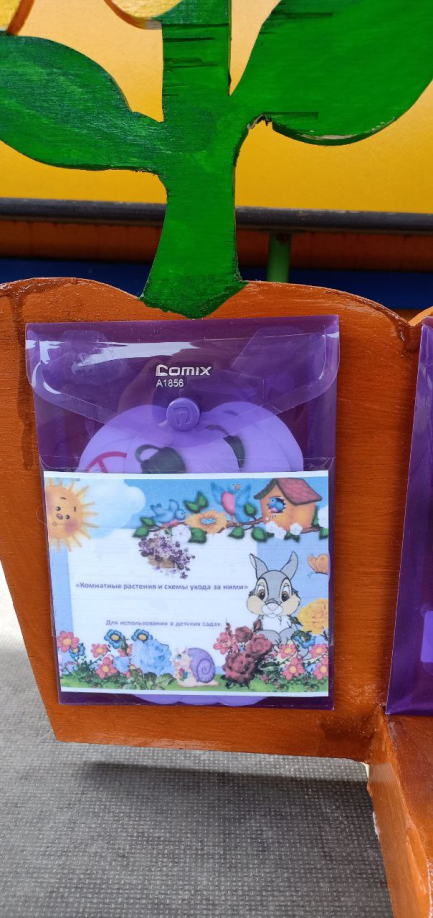 Comix
A1856
«Комнатные растения и схемы ухода за ними»
Для использования в детских садах